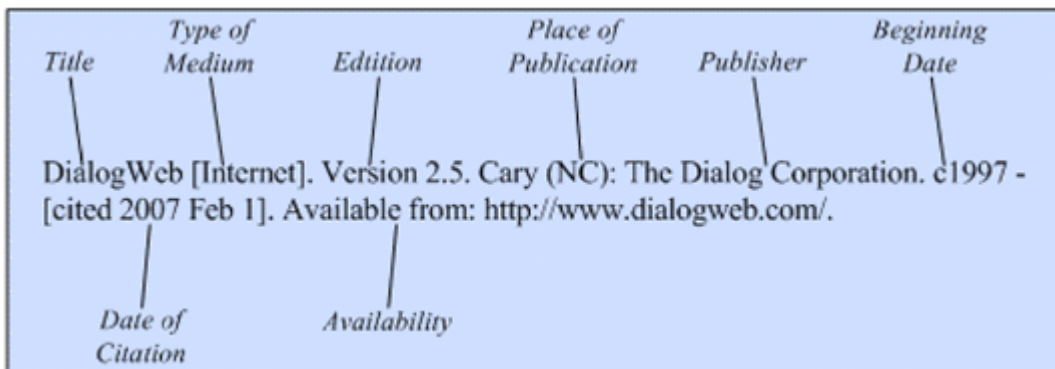 Type of Place of Beginning
Title Medium Edtition Publication Publisher Date
DialogWeb [Internet]. Version 2.5. Cary (NC): The Dialog Corporation. c1997 -
[cited 2007 Feb 1]. Available from: http://www.dialogweb.com/.
Date of Availability
Citation